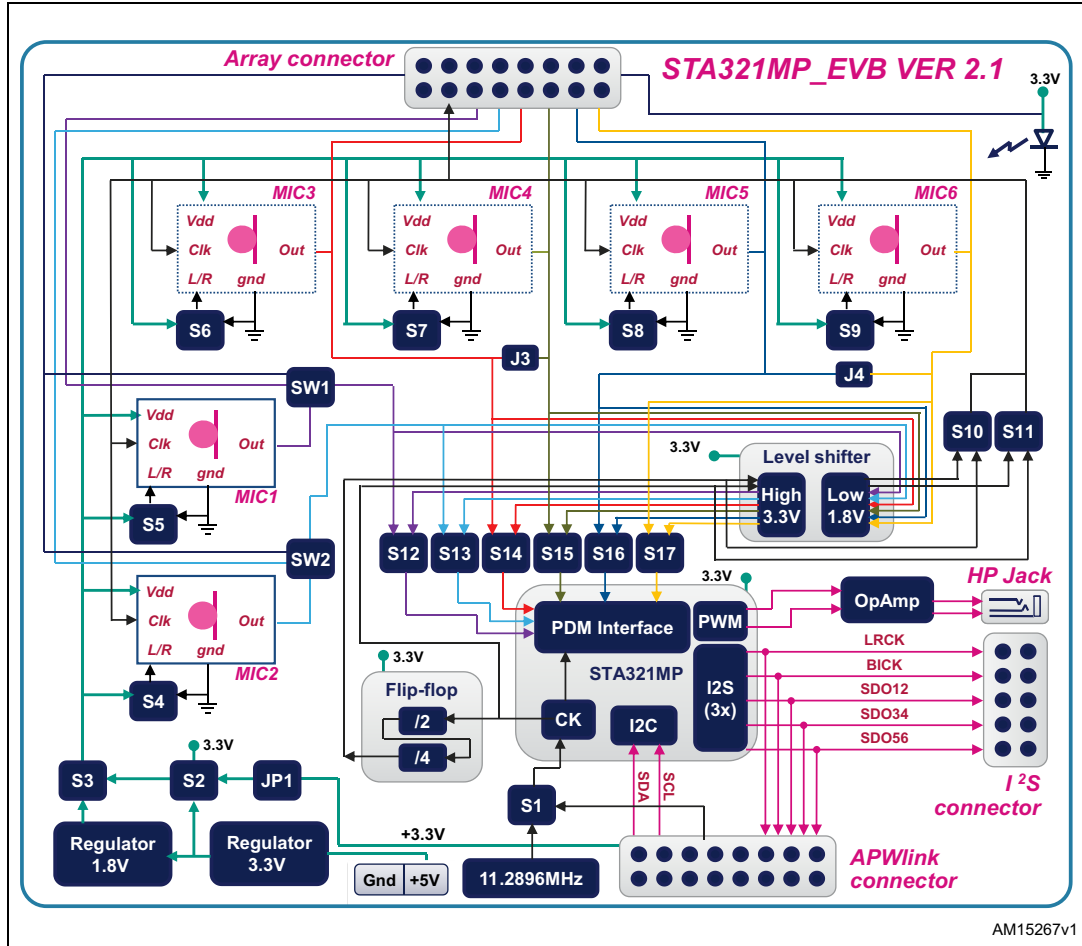 Array connector
STA321MP_EVB VER 2.1
3.3V
MIC3
Vdd
Clk
Out
L/R
gnd
S6
MIC4
Vdd
Clk
Out
L/R
gnd
S7
MIC5
Vdd
Clk
Out
L/R
gnd
S8
MIC6
Vdd
Clk
Out
L/R
gnd
S9
J3
J4
SW1
Vdd
Clk
Out
L/R
gnd
MIC1
S5
S10
S11
3.3V
Level shifter
High
3.3V
Low
1.8V
SW2
S12
S13
S14
S15
S16
S17
Vdd
Clk
Out
L/R
gnd
MIC2
S4
3.3V
PDM Interface
PWM
STA321MP
I2S
(3x)
CK
I2C
OpAmp
HP Jack
LRCK
BICK
SDO12
SDO34
SDO56
I²S
connector
3.3V
Flip-flop
/2
/4
SDA
SCL
3.3V
S3
S2
JP1
S1
Regulator
1.8V
Regulator
3.3V
+3.3V
Gnd
+5V
11.2896MHz
APWlink
connector
AM15267v1